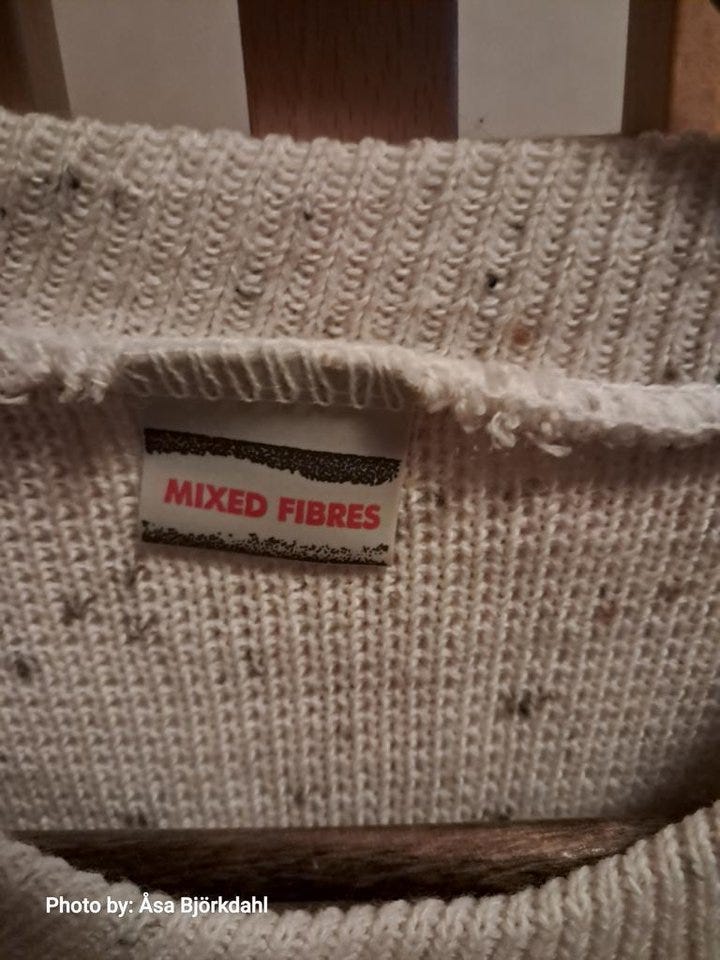 MIXED FIBRES
Photo by: Åsa Björkdahl